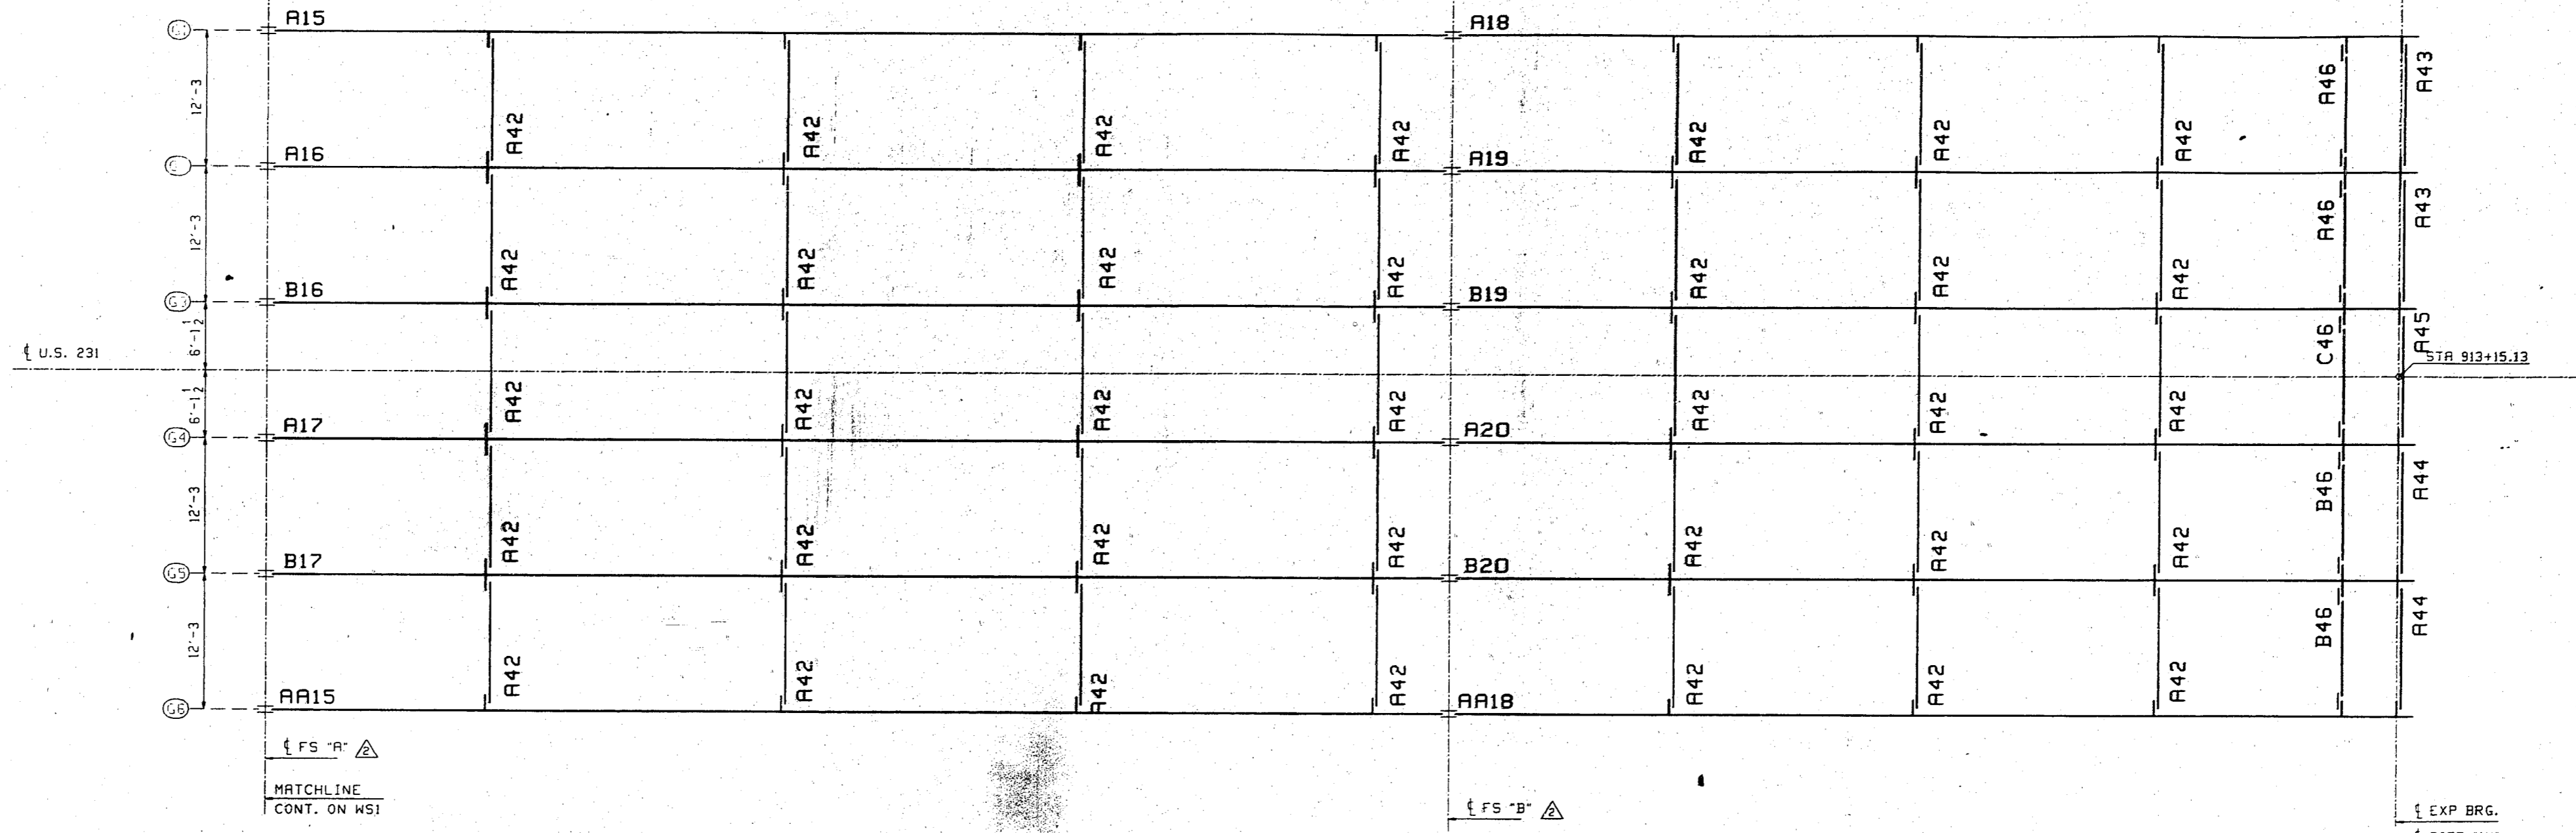 A15
A18
12'-3
A42 A42 A42 A42 A42 A42 A42 A46 A43
A16
A19
12'-3
A42 A42 A42 A42 A42 A42 A42 A46 A43
G3
B16
B19
6'-1 1/2
C46 A45
℄ U.S. 231
STA 913+15.13
6'-1 1/2
A42 A42 A42 A42 A42 A42 A42
G4
A17
A20
12'-3
A42 A42 A42 A42 A42 A42 A42 B46 A44
G5
B17
B20
12'-3
A42 A42 A42 A42 A42 A42 A42 B46 A44
G6
AA15
AA18
℄ FS "A" 2
MATCHLINE
CONT. ON WS1
℄ FS "B" 2
℄ EXP BRG.